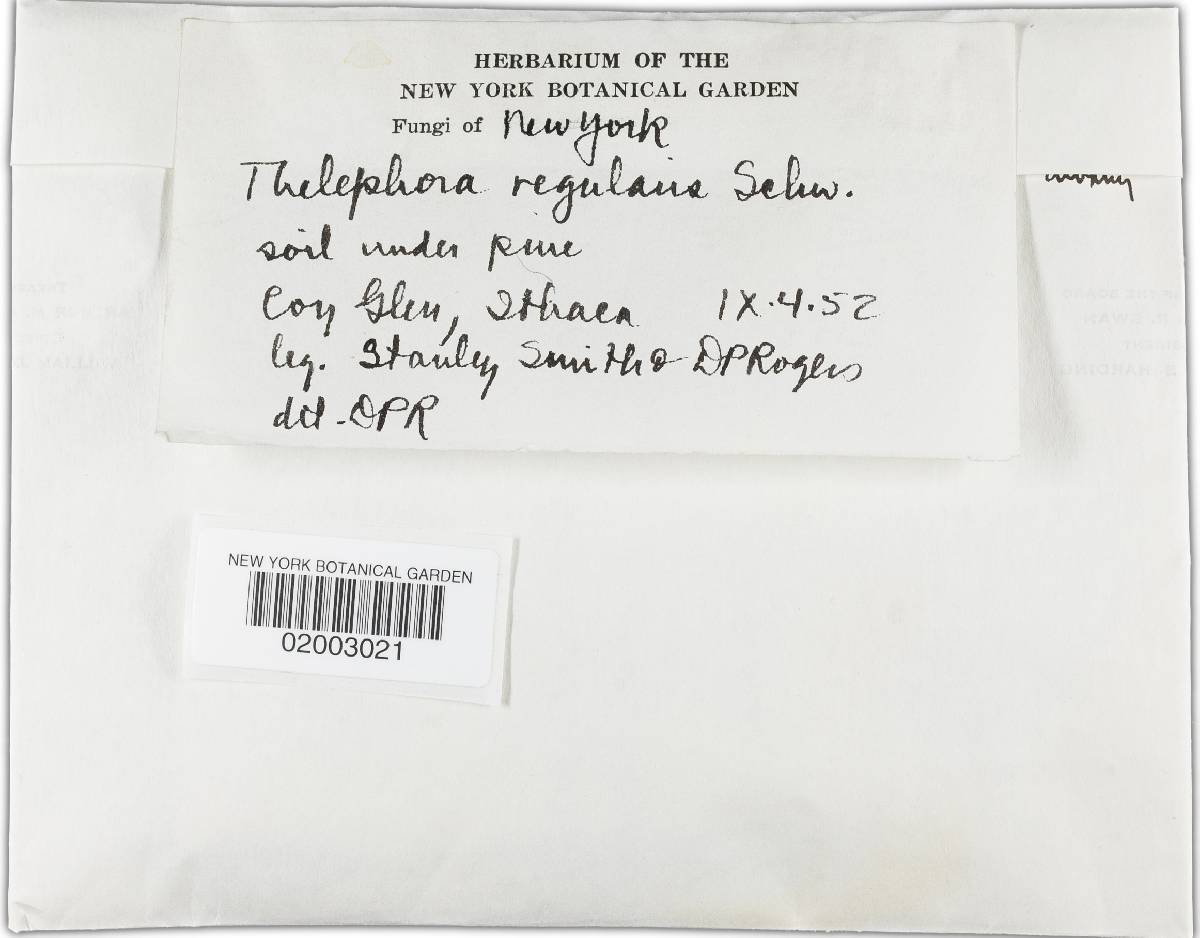 HERBARIUM OF THE
NEW YORK BOTANICAL GARDEN
Fungi of New York
Thelephora regularis Schw.
soil under pine
Coy Glen, Ithaca IX.4.52
leg. Stanley Smith & DPRogers
det - DPR
NEW YORK BOTANICAL GARDEN
02003021